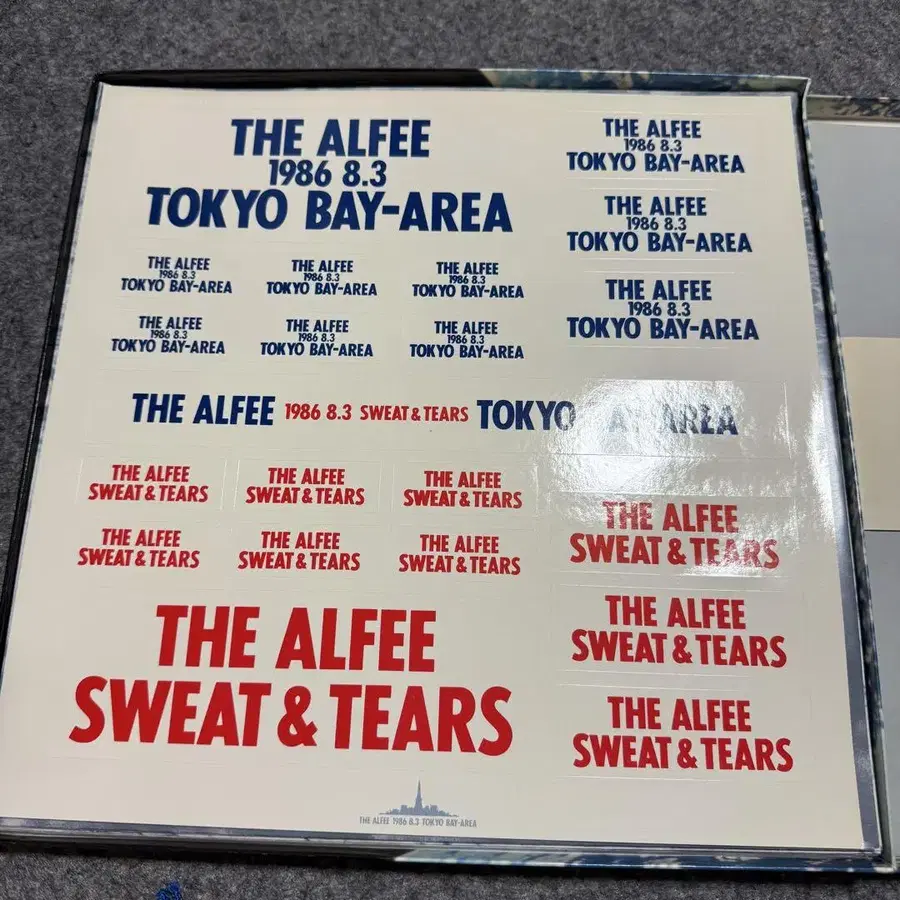 THE ALFEE
1986 8.3
TOKYO BAY-AREA
THE ALFEE
1986 8.3
TOKYO BAY-AREA
THE ALFEE
1986 8.3
TOKYO BAY-AREA
THE ALFEE
1986 8.3
TOKYO BAY-AREA
THE ALFEE
1986 8.3
TOKYO BAY-AREA
THE ALFEE
1986 8.3
TOKYO BAY-AREA
THE ALFEE
1986 8.3
TOKYO BAY-AREA
THE ALFEE
1986 8.3
TOKYO BAY-AREA
THE ALFEE
1986 8.3
TOKYO BAY-AREA
THE ALFEE
1986 8.3
TOKYO BAY-AREA
THE ALFEE 1986 8.3 SWEAT & TEARS TOKYO BAY-AREA
THE ALFEE
SWEAT & TEARS
THE ALFEE
SWEAT & TEARS
THE ALFEE
SWEAT & TEARS
THE ALFEE
SWEAT & TEARS
THE ALFEE
SWEAT & TEARS
THE ALFEE
SWEAT & TEARS
THE ALFEE
SWEAT & TEARS
THE ALFEE
SWEAT & TEARS
THE ALFEE
SWEAT & TEARS
THE ALFEE
SWEAT & TEARS
THE ALFEE 1986 8.3 TOKYO BAY-AREA